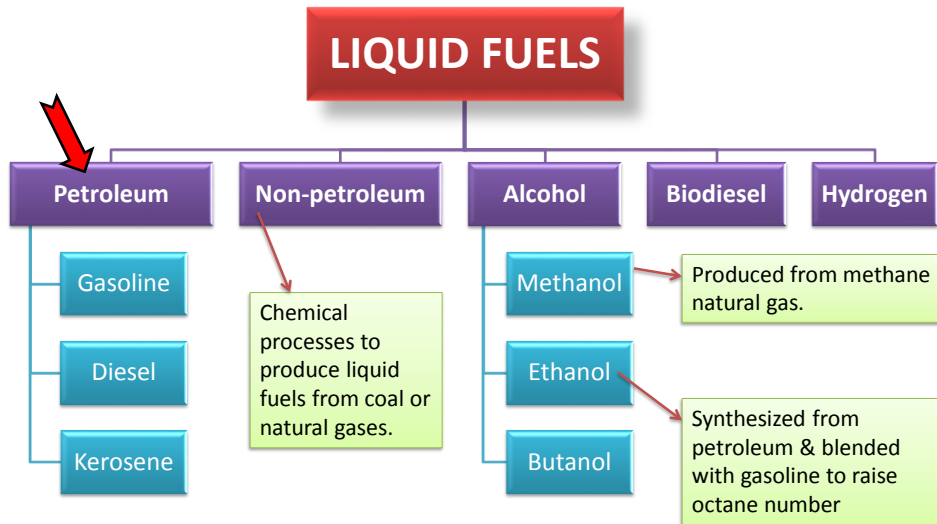 LIQUID FUELS
Petroleum
Non-petroleum
Alcohol
Biodiesel
Hydrogen
Gasoline
Diesel
Kerosene
Chemical
processes to
produce liquid
fuels from coal or
natural gases.
Methanol
Ethanol
Butanol
Produced from methane
natural gas.
Synthesized from
petroleum & blended
with gasoline to raise
octane number